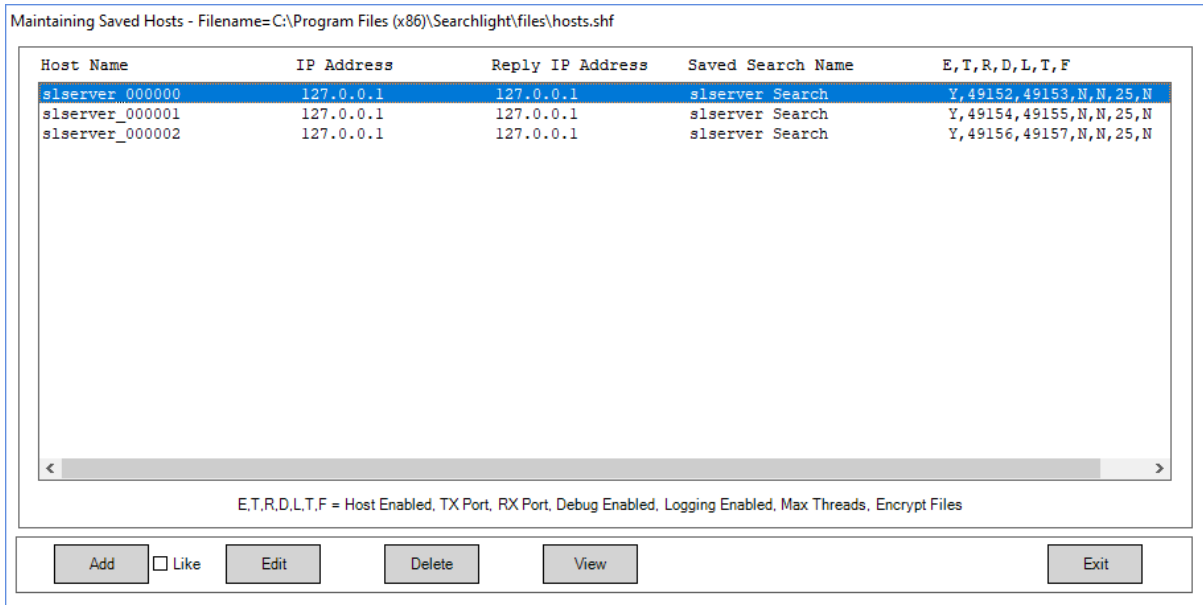 Maintaining Saved Hosts - Filename=C:\Program Files (x86)\Searchlight\files\hosts.shf
Host Name IP Address Reply IP Address Saved Search Name E,T,R,D,L,T,F
slserver_000000 127.0.0.1 127.0.0.1 slserver Search Y,49152,49153,N,N,25,N
slserver_000001 127.0.0.1 127.0.0.1 slserver Search Y,49154,49155,N,N,25,N
slserver_000002 127.0.0.1 127.0.0.1 slserver Search Y,49156,49157,N,N,25,N
E,T,R,D,L,T,F = Host Enabled, TX Port, RX Port, Debug Enabled, Logging Enabled, Max Threads, Encrypt Files
Add Like Edit Delete View Exit